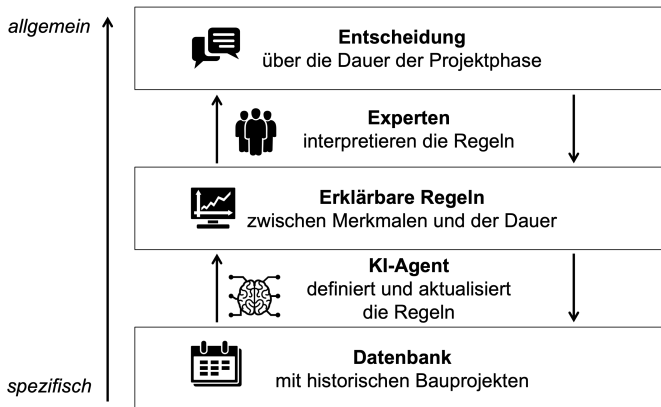 allgemein
Entscheidung
über die Dauer der Projektphase
Experten
interpretieren die Regeln
Erklärbare Regeln
zwischen Merkmalen und der Dauer
KI-Agent
definiert und aktualisiert
die Regeln
Datenbank
mit historischen Bauprojekten
spezifisch